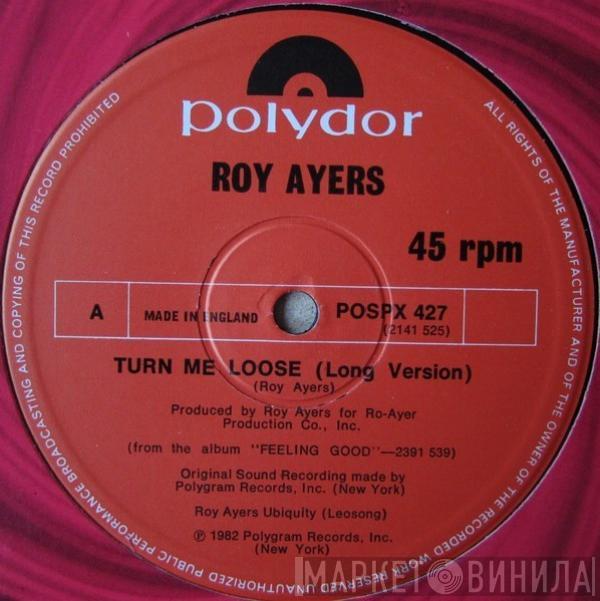 polydor
ROY AYERS
45 rpm
A
MADE IN ENGLAND
POSPX 427
(2141 525)
TURN ME LOOSE (Long Version)
(Roy Ayers)
Produced by Roy Ayers for Ro-Ayer
Production Co., Inc.
(from the album "FEELING GOOD"—2391 539)
Original Sound Recording made by
Polygram Records, Inc. (New York)
Roy Ayers Ubiquity (Leosong)
℗ 1982 Polygram Records, Inc.
(New York)
ALL RIGHTS OF THE MANUFACTURER AND OF THE OWNER OF THE RECORDED WORK RESERVED UNAUTHORIZED PUBLIC PERFORMANCE BROADCASTING AND COPYING OF THIS RECORD PROHIBITED
МАРКЕТ ВИНИЛА